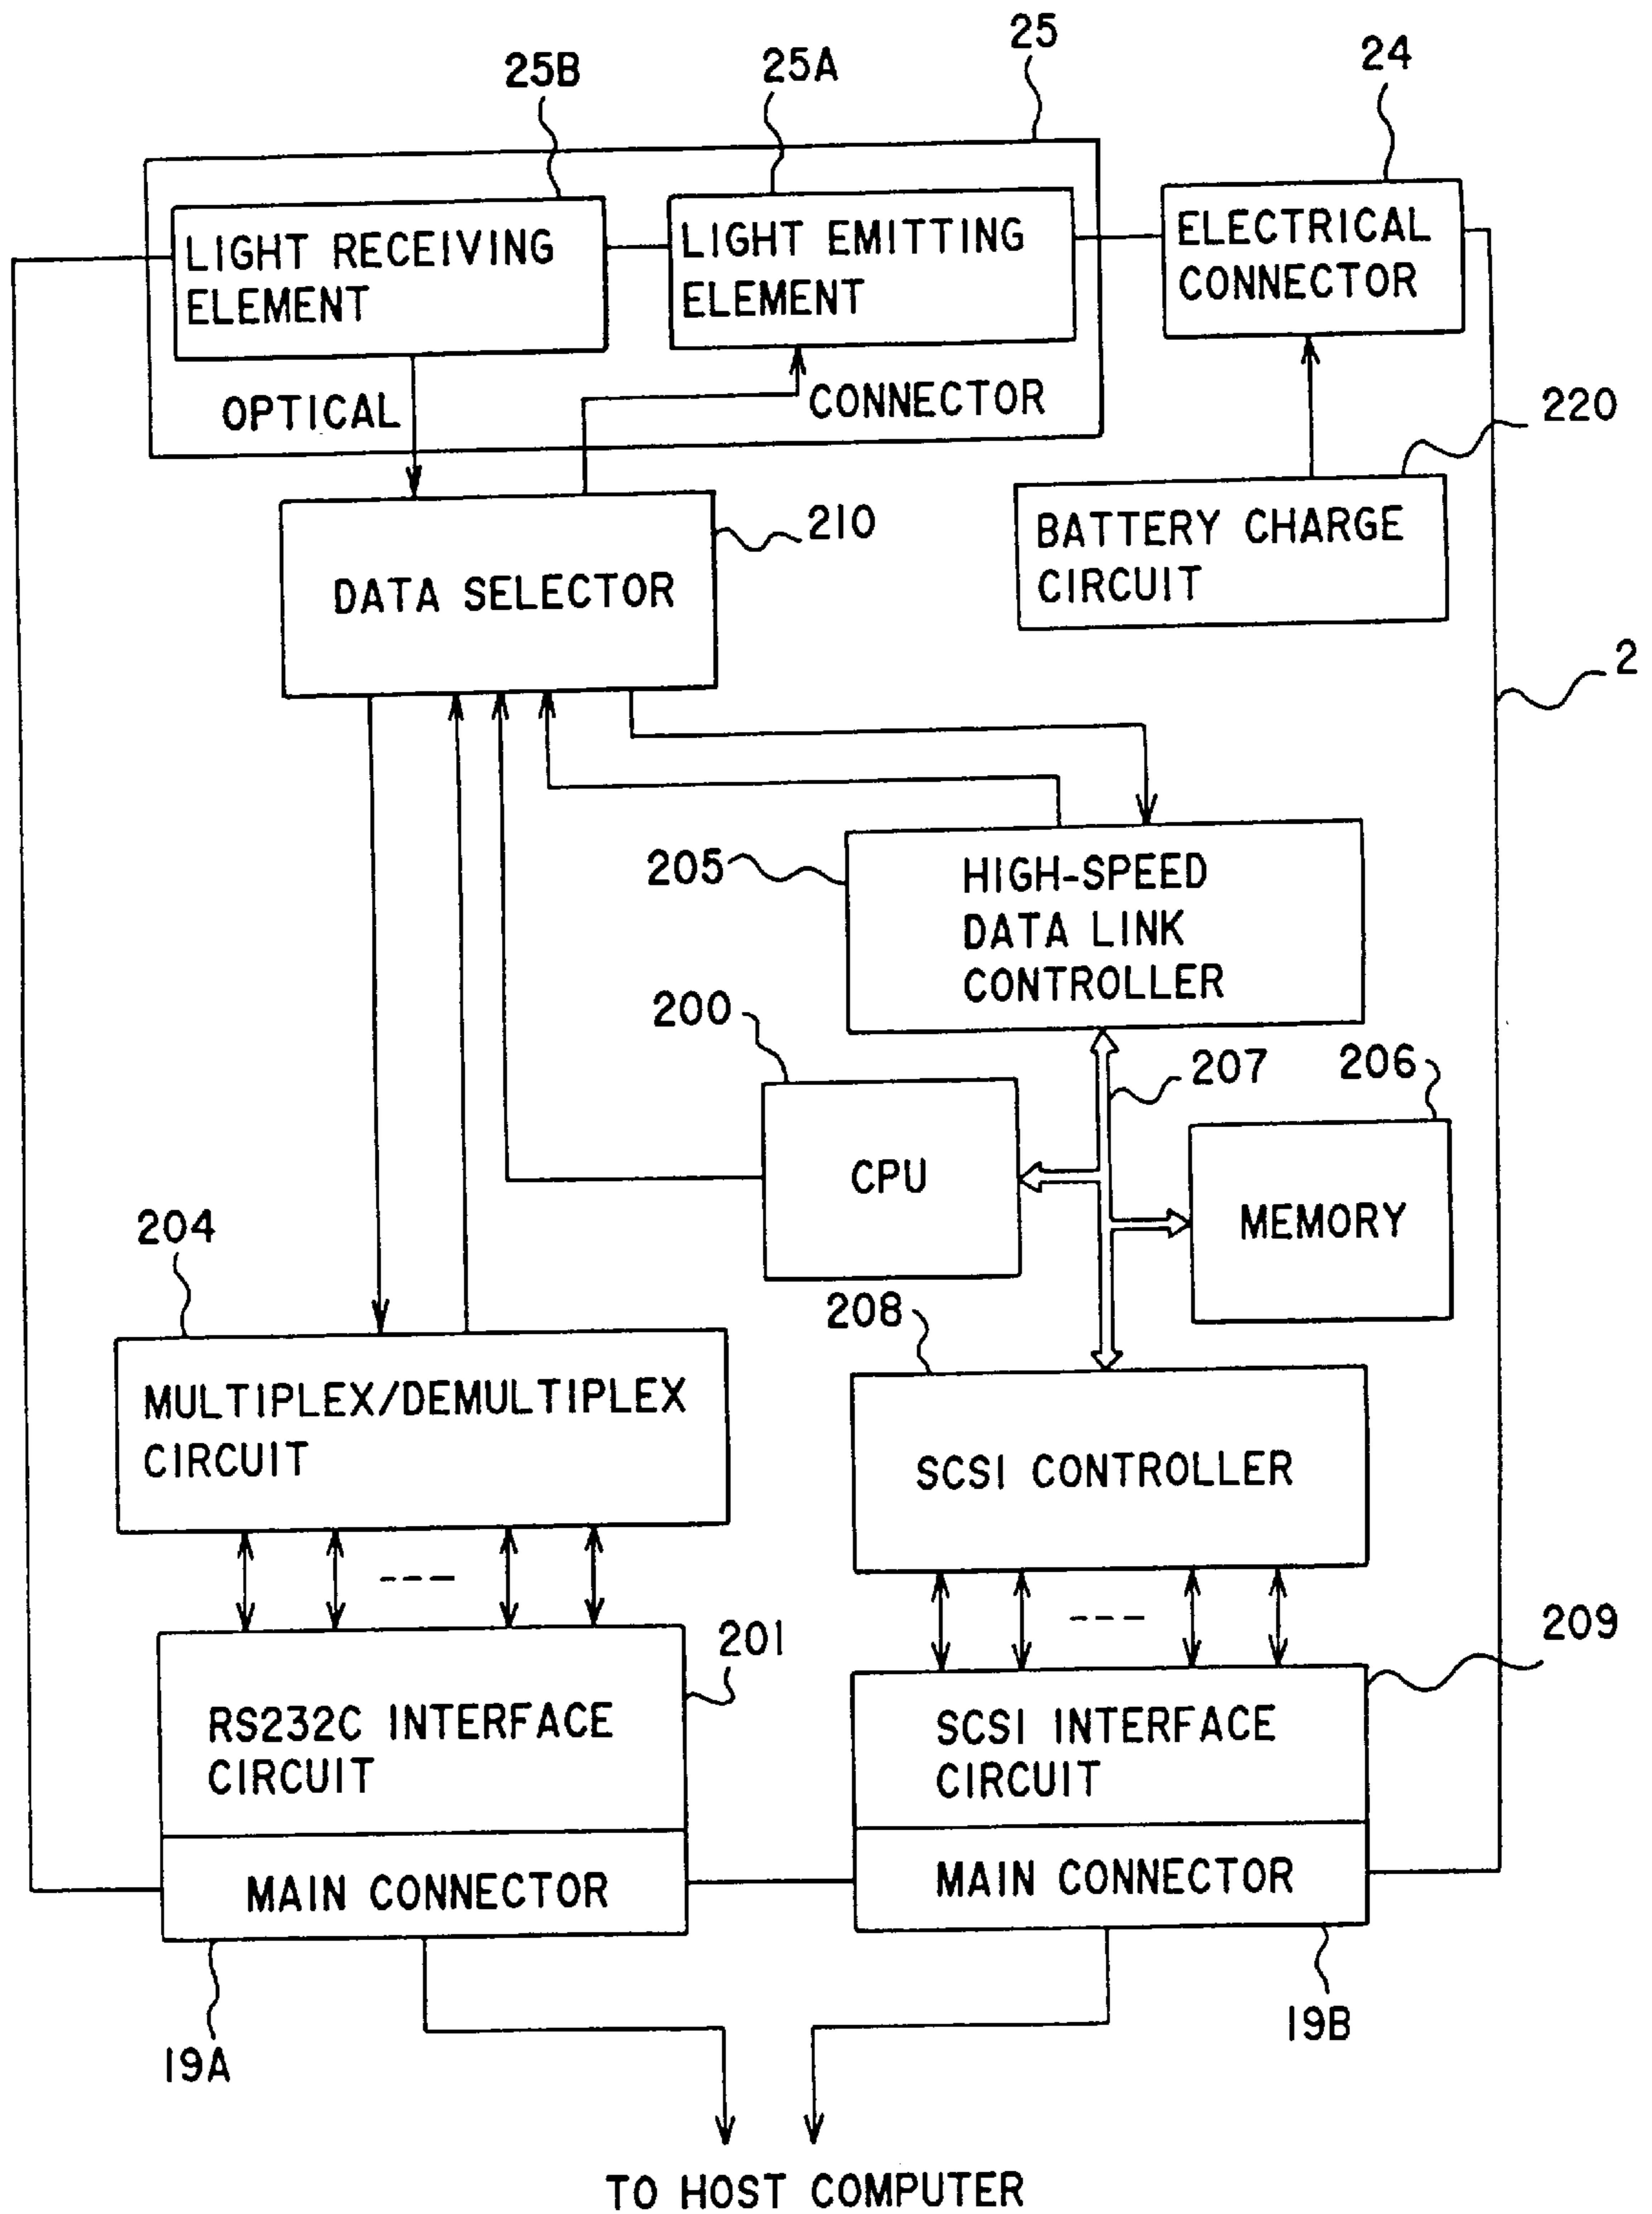 25
24
25B
25A
LIGHT RECEIVING
ELEMENT
LIGHT EMITTING
ELEMENT
ELECTRICAL
CONNECTOR
OPTICAL
CONNECTOR
220
210
BATTERY CHARGE
CIRCUIT
DATA SELECTOR
2
205
HIGH-SPEED
DATA LINK
CONTROLLER
200
207
206
CPU
MEMORY
204
208
MULTIPLEX/DEMULTIPLEX
CIRCUIT
SCSI CONTROLLER
---
---
201
209
RS232C INTERFACE
CIRCUIT
SCSI INTERFACE
CIRCUIT
MAIN CONNECTOR
MAIN CONNECTOR
19A
19B
TO HOST COMPUTER